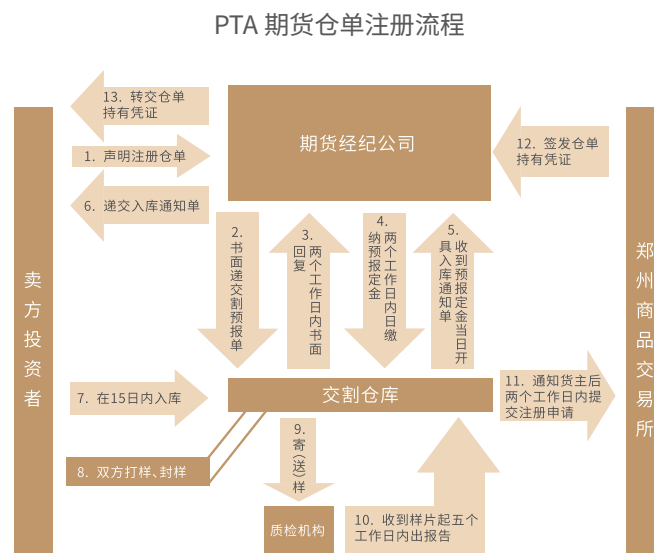 PTA 期货仓单注册流程
13. 转交仓单
持有凭证
期货经纪公司
1. 声明注册仓单
12. 签发仓单
持有凭证
6. 递交入库通知单
2.书面递交割预报单
3.两个工作日内书面
回复
4.两个工作日内日缴
纳预报定金
5.收到预报定金当日开
具入库通知单
卖方投资者
郑州商品交易所
7. 在15日内入库
交割仓库
11. 通知货主后
两个工作日内提
交注册申请
8. 双方打样、封样
9.寄(送)样
质检机构
10. 收到样片起五个
工作日内出报告